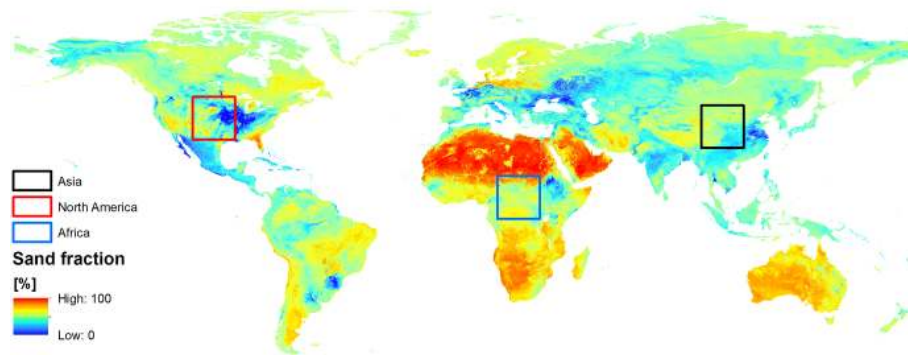 Asia
North America
Africa
Sand fraction
[%]
High: 100
Low: 0